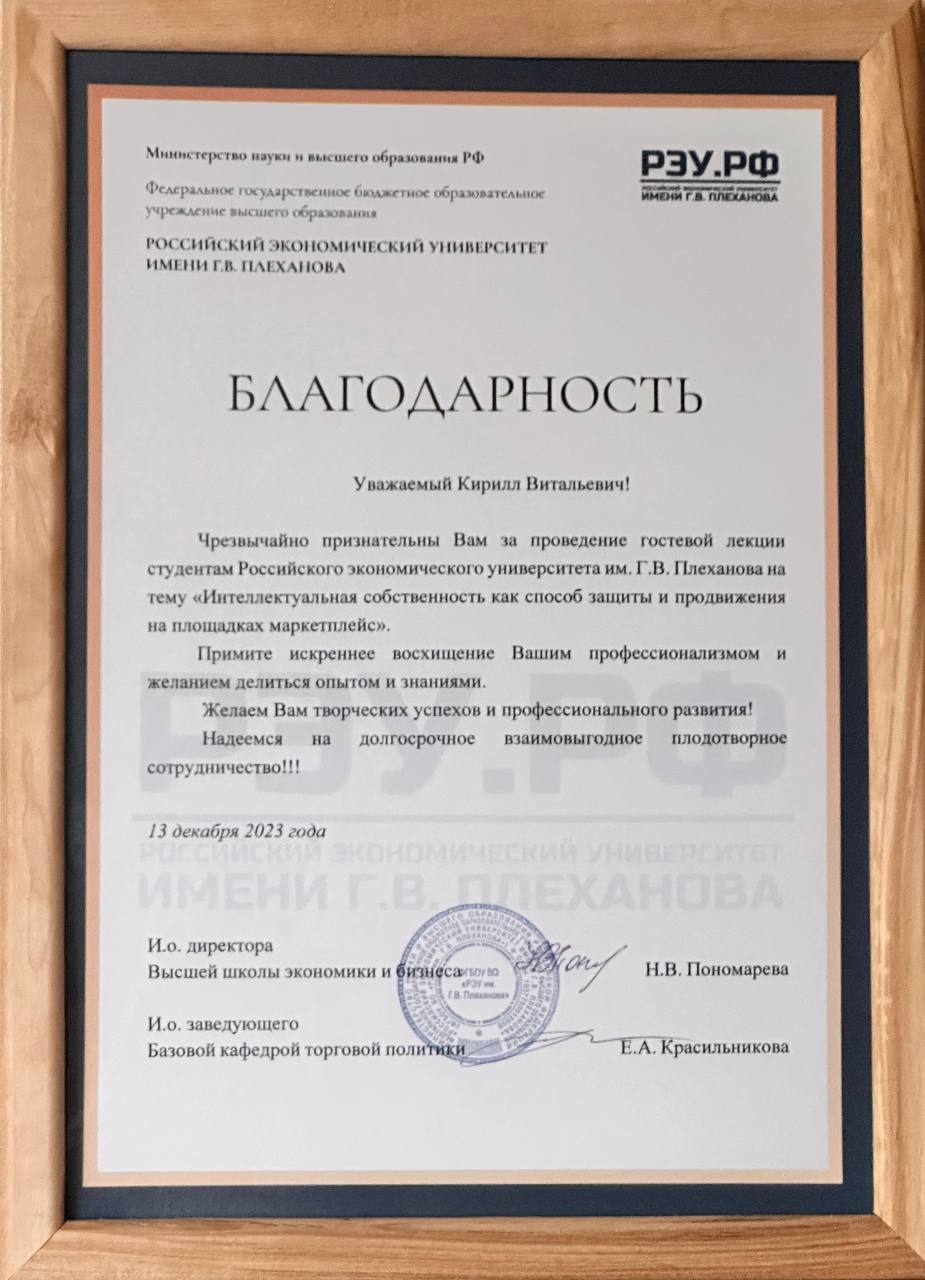 Министерство науки и высшего образования РФ
РЭУ.РФ
Федеральное государственное бюджетное образовательное
РОССИЙСКИЙ ЭКОНОМИЧЕСКИЙ УНИВЕРСИТЕТ
учреждение высшего образования
ИМЕНИ Г.В. ПЛЕХАНОВА
РОССИЙСКИЙ ЭКОНОМИЧЕСКИЙ УНИВЕРСИТЕТ
ИМЕНИ Г.В. ПЛЕХАНОВА
БЛАГОДАРНОСТЬ
Уважаемый Кирилл Витальевич!
Чрезвычайно признательны Вам за проведение гостевой лекции
студентам Российского экономического университета им. Г.В. Плеханова на
тему «Интеллектуальная собственность как способ защиты и продвижения
на площадках маркетплейс».
Примите искреннее восхищение Вашим профессионализмом и
желанием делиться опытом и знаниями.
РЭУ.РФ
Желаем Вам творческих успехов и профессионального развития!
Надеемся на долгосрочное взаимовыгодное плодотворное
сотрудничество!!!
13 декабря 2023 года
РОССИЙСКИЙ ЭКОНОМИЧЕСКИЙ УНИВЕРСИТЕТ
ИМЕНИ Г.В. ПЛЕХАНОВА
И.о. директора
Высшей школы экономики и бизнеса
Н.В. Пономарева
ФГБОУ ВО
«РЭУ им.
Г.В. Плеханова»
И.о. заведующего
Базовой кафедрой торговой политики
Е.А. Красильникова